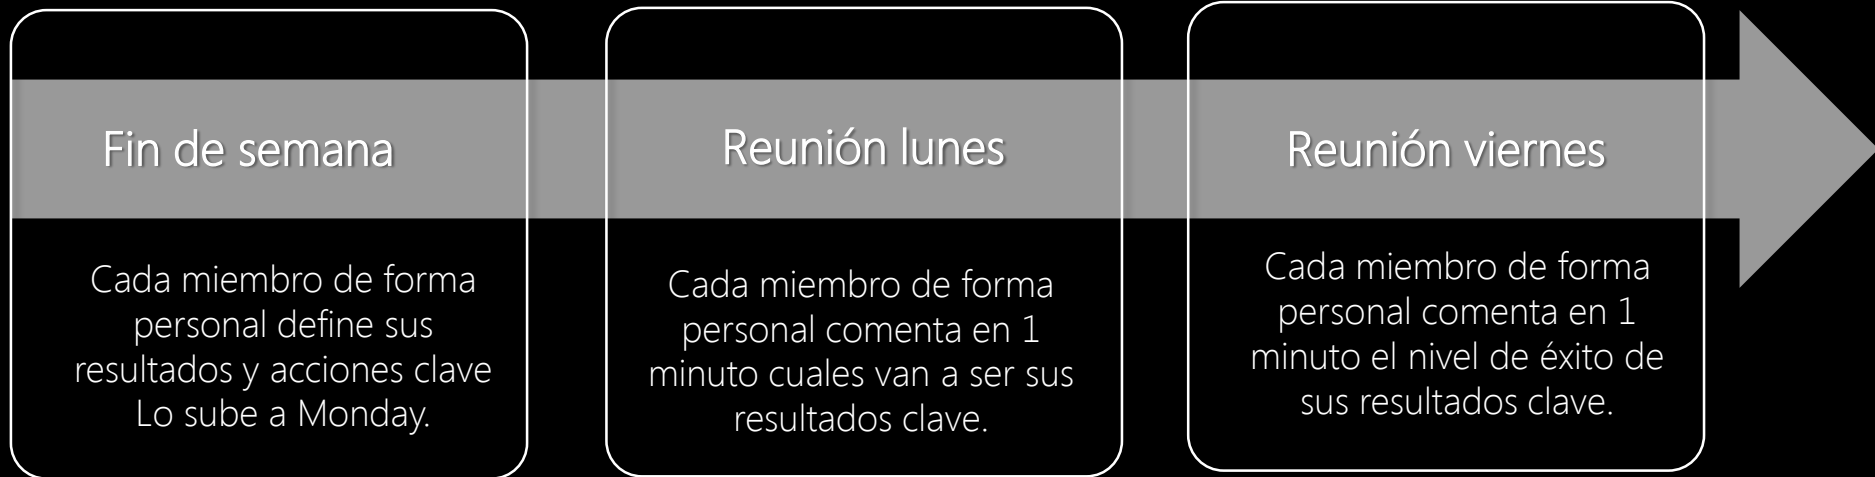 Fin de semana
Cada miembro de forma
personal define sus
resultados y acciones clave
Lo sube a Monday.
Reunión lunes
Cada miembro de forma
personal comenta en 1
minuto cuales van a ser sus
resultados clave.
Reunión viernes
Cada miembro de forma
personal comenta en 1
minuto el nivel de éxito de
sus resultados clave.